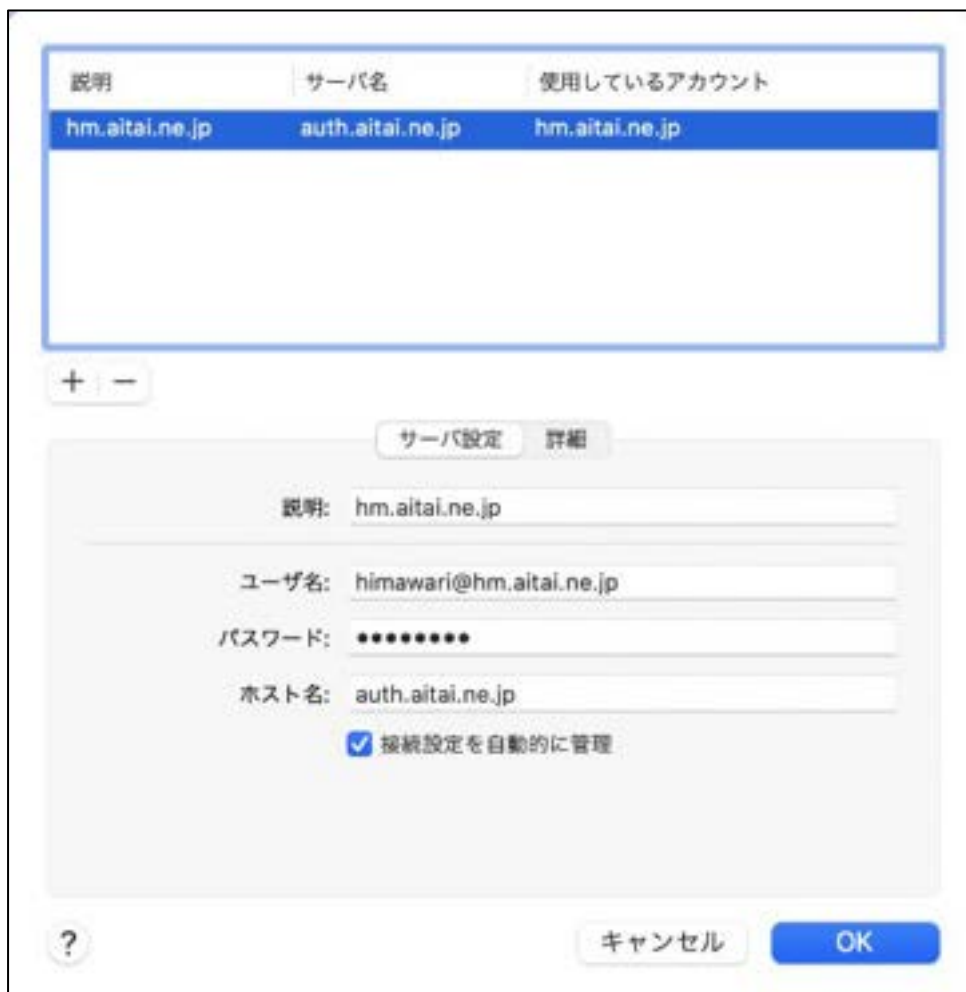 説明 サーバ名 使用しているアカウント
hm.aitai.ne.jp auth.aitai.ne.jp hm.aitai.ne.jp
+ −
サーバ設定 詳細
説明: hm.aitai.ne.jp
ユーザ名: himawari@hm.aitai.ne.jp
パスワード: ••••••••
ホスト名: auth.aitai.ne.jp
接続設定を自動的に管理
? キャンセル OK